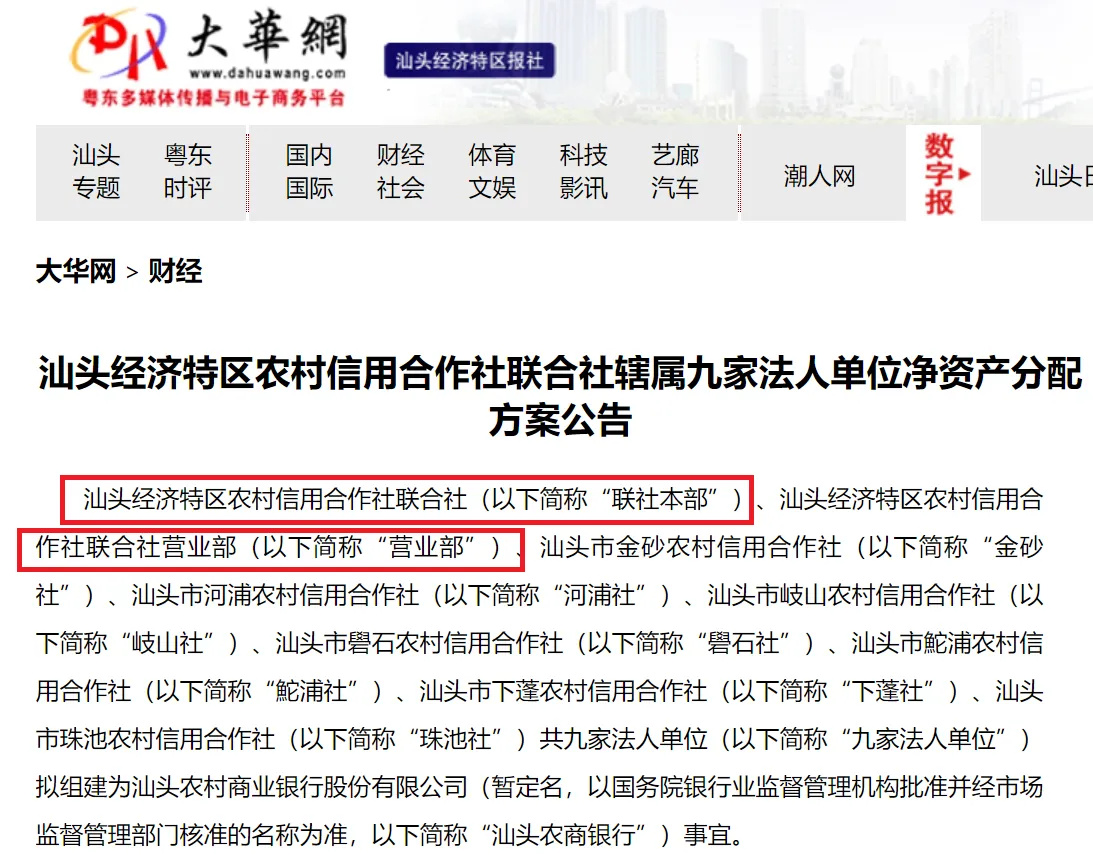 大華網
www.dahuawang.com
粤东多媒体传播与电子商务平台
汕头经济特区报社
汕头 粤东 国内 财经 体育 科技 艺廊
专题 时评 国际 社会 文娱 影讯 汽车
潮人网
数字报
汕头日
大华网 > 财经
汕头经济特区农村信用合作社联合社辖属九家法人单位净资产分配
方案公告
汕头经济特区农村信用合作社联合社（以下简称“联社本部”）、汕头经济特区农村信用合
作社联合社营业部（以下简称“营业部”）、汕头市金砂农村信用合作社（以下简称“金砂
社”）、汕头市河浦农村信用合作社（以下简称“河浦社”）、汕头市岐山农村信用合作社（以
下简称“岐山社”）、汕头市礐石农村信用合作社（以下简称“礐石社”）、汕头市鮀浦农村信
用合作社（以下简称“鮀浦社”）、汕头市下蓬农村信用合作社（以下简称“下蓬社”）、汕头
市珠池农村信用合作社（以下简称“珠池社”）共九家法人单位（以下简称“九家法人单位”）
拟组建为汕头农村商业银行股份有限公司（暂定名，以国务院银行业监督管理机构批准并经市场
监督管理部门核准的名称为准，以下简称“汕头农商银行”）事宜。